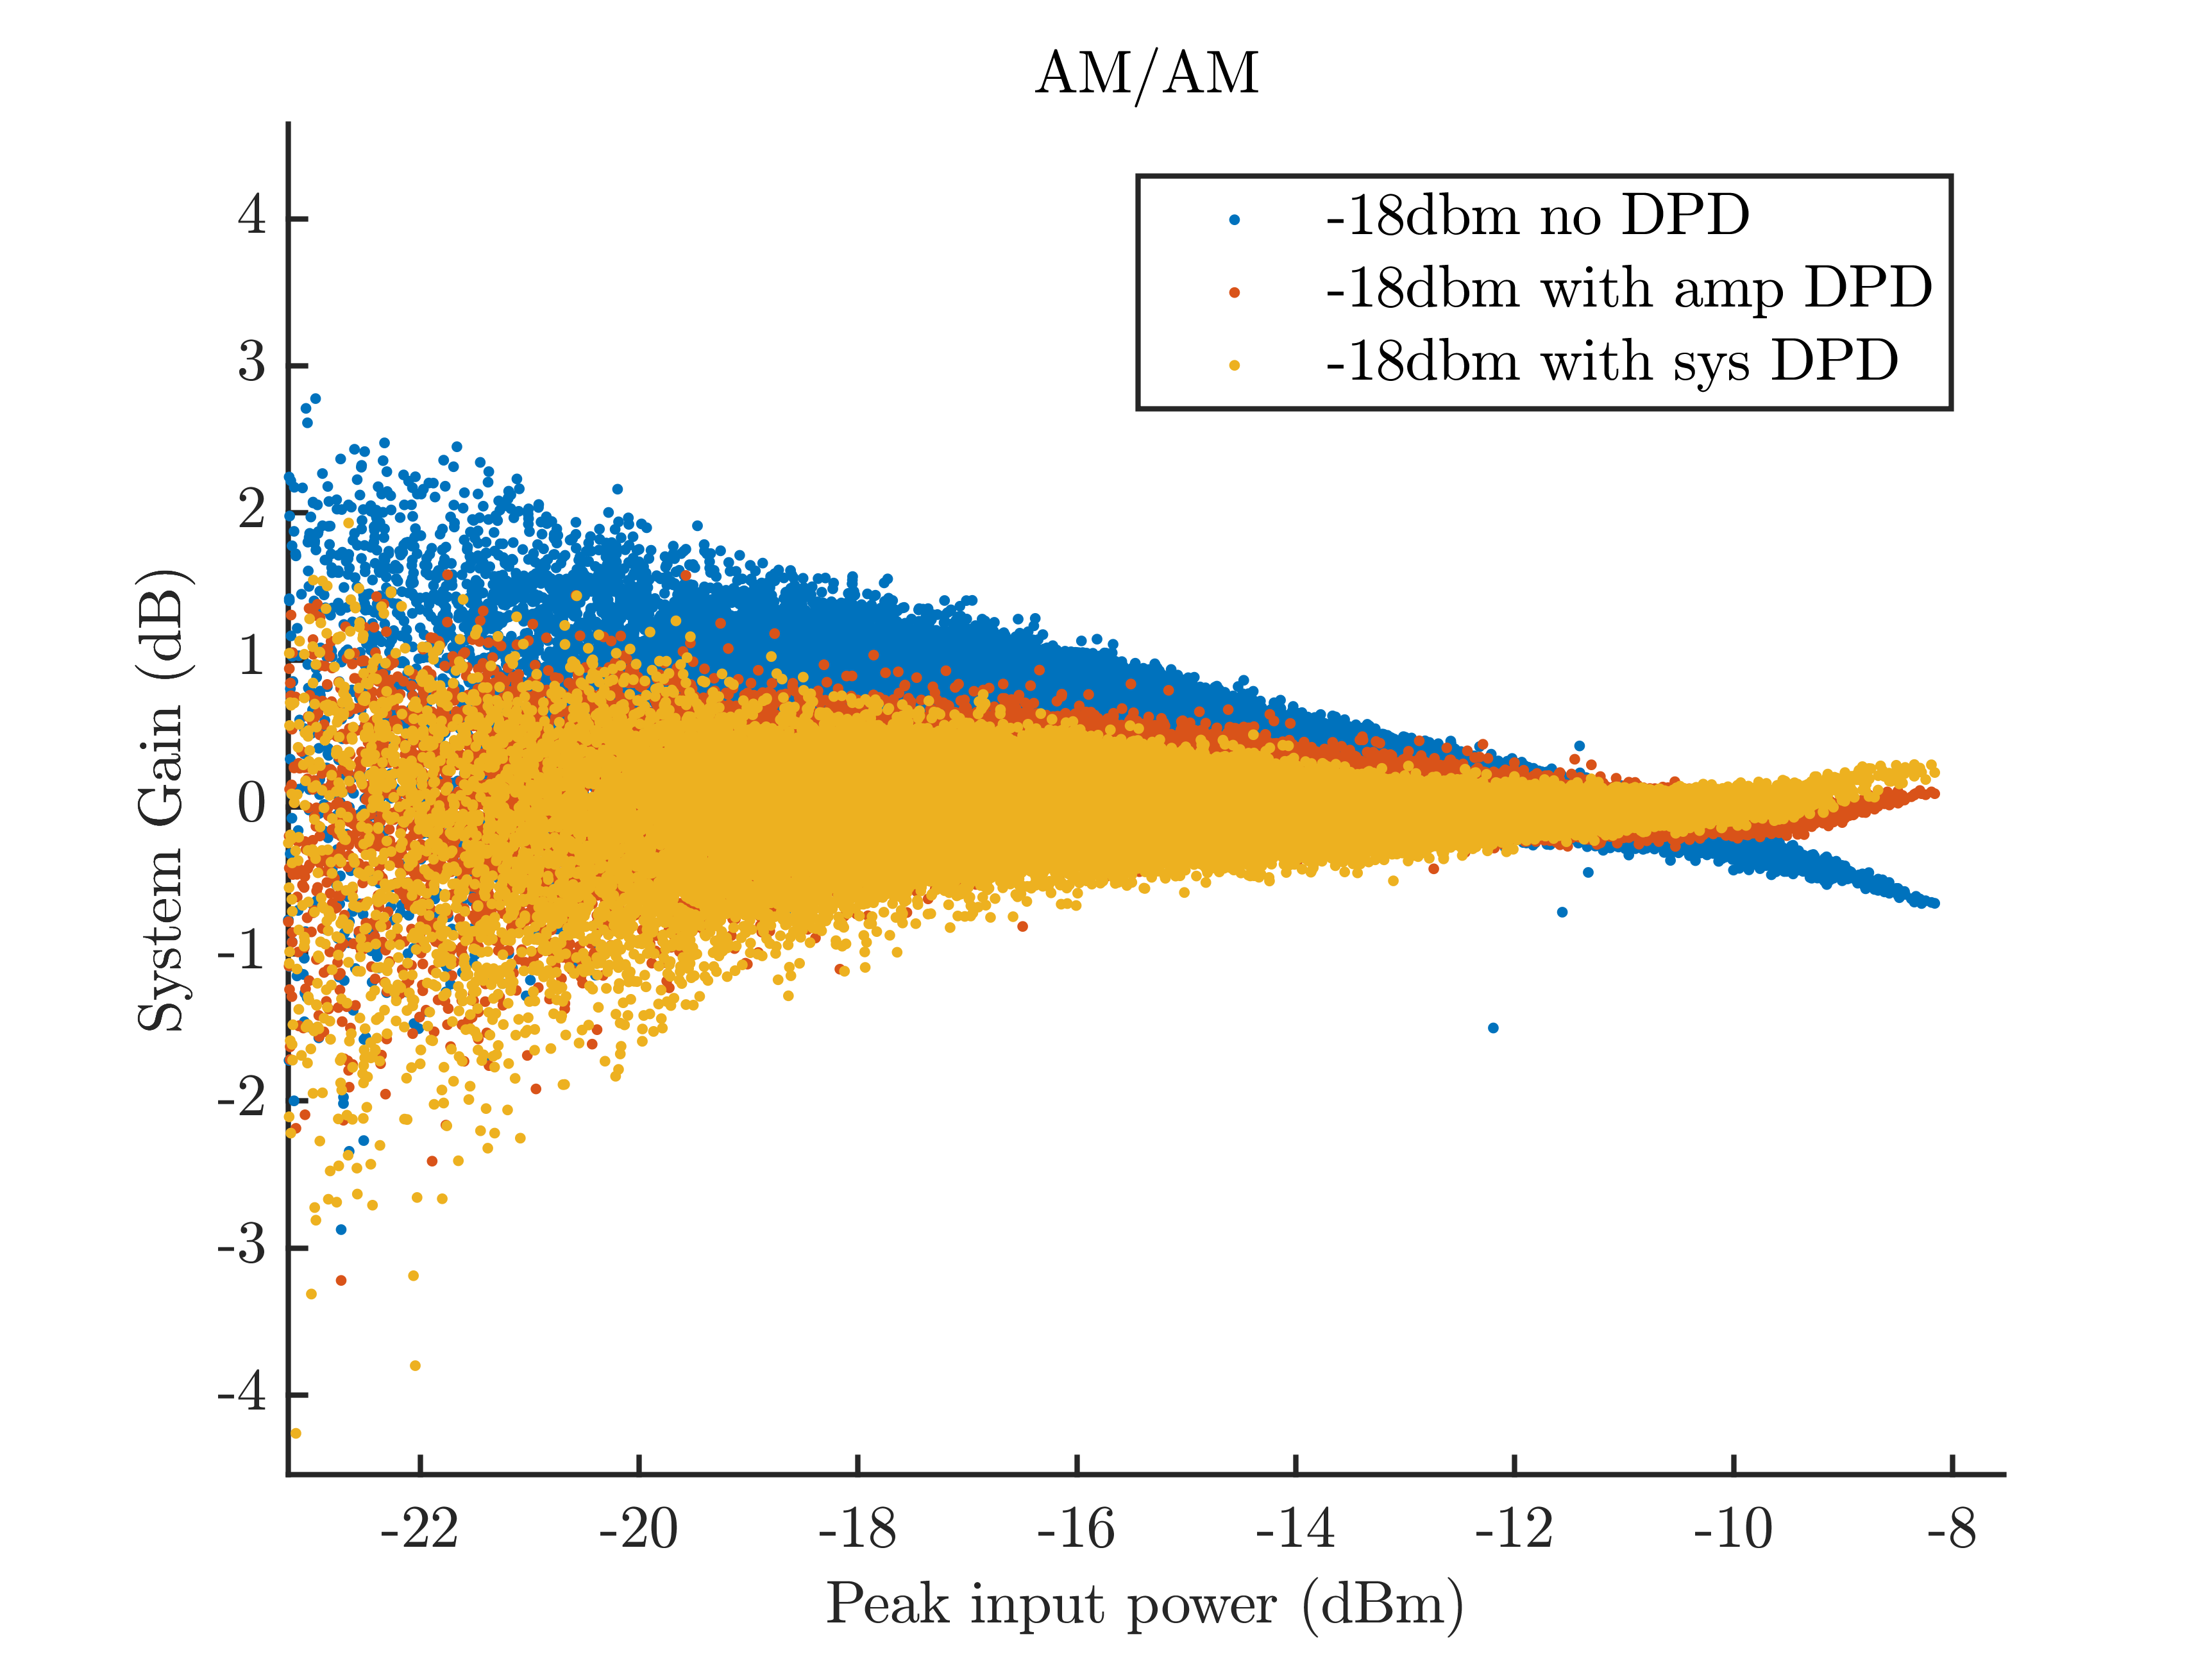 AM/AM
-18dbm no DPD
-18dbm with amp DPD
-18dbm with sys DPD
System Gain (dB)
4
3
2
1
0
-1
-2
-3
-4
-22 -20 -18 -16 -14 -12 -10 -8
Peak input power (dBm)